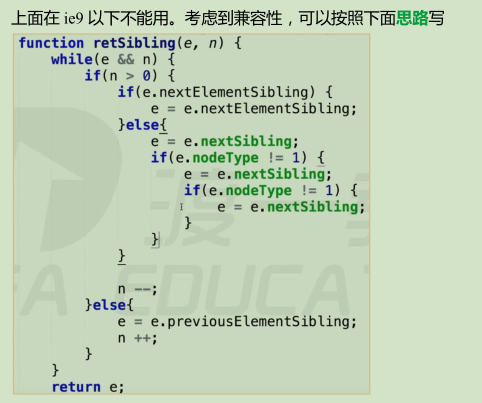 上面在 ie9 以下不能用。考虑到兼容性，可以按照下面思路写
function retSibling(e, n) {
    while(e && n) {
        if(n > 0) {
            if(e.nextElementSibling) {
                e = e.nextElementSibling;
            }else{
                e = e.nextSibling;
                if(e.nodeType != 1) {
                    e = e.nextSibling;
                    if(e.nodeType != 1) {
                        e = e.nextSibling;
                    }
                }
            }

            n --;
        }else{
            e = e.previousElementSibling;
            n ++;
        }
    }
    return e;